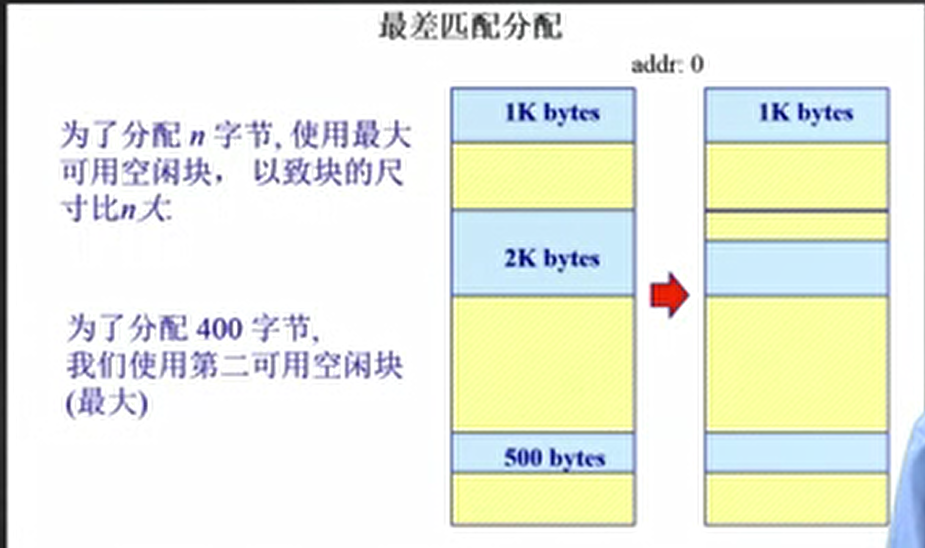 最差匹配分配
addr: 0
为了分配 n 字节, 使用最大
可用空闲块， 以致块的尺
寸比n大:
为了分配 400 字节,
我们使用第二可用空闲块
(最大)
1K bytes
2K bytes
500 bytes
1K bytes